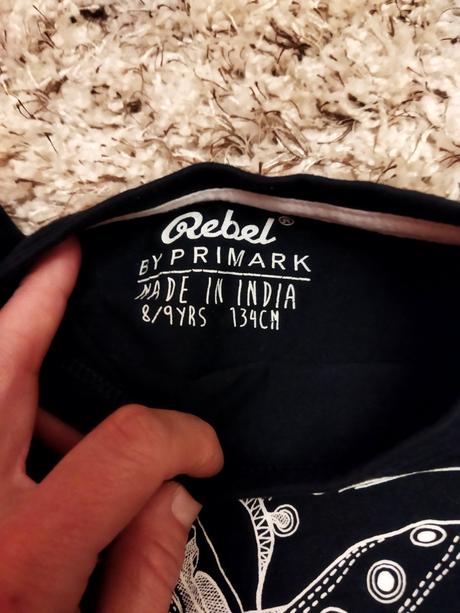 Rebel®
BY PRIMARK
MADE IN INDIA
8/9YRS 134CM